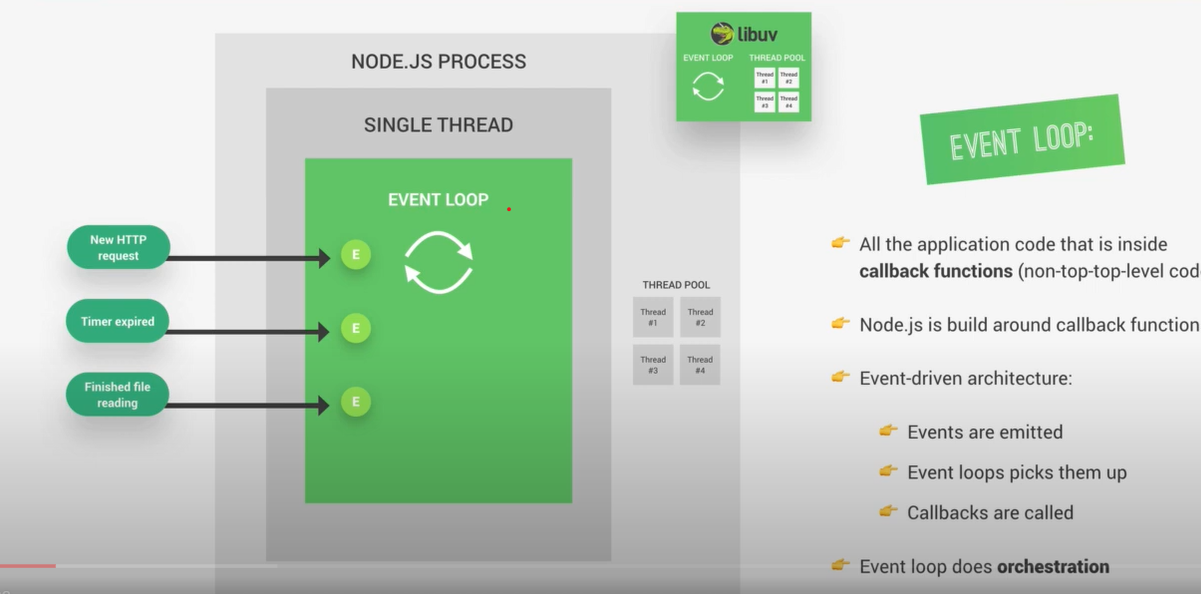 NODE.JS PROCESS
SINGLE THREAD
EVENT LOOP
New HTTP
request
E
Timer expired
E
Finished file
reading
E
THREAD POOL
Thread
#1
Thread
#2
Thread
#3
Thread
#4
libuv
EVENT LOOP
THREAD POOL
Thread
#1
Thread
#2
Thread
#3
Thread
#4
EVENT LOOP:
All the application code that is inside
callback functions (non-top-top-level cod
Node.js is build around callback function
Event-driven architecture:
Events are emitted
Event loops picks them up
Callbacks are called
Event loop does orchestration